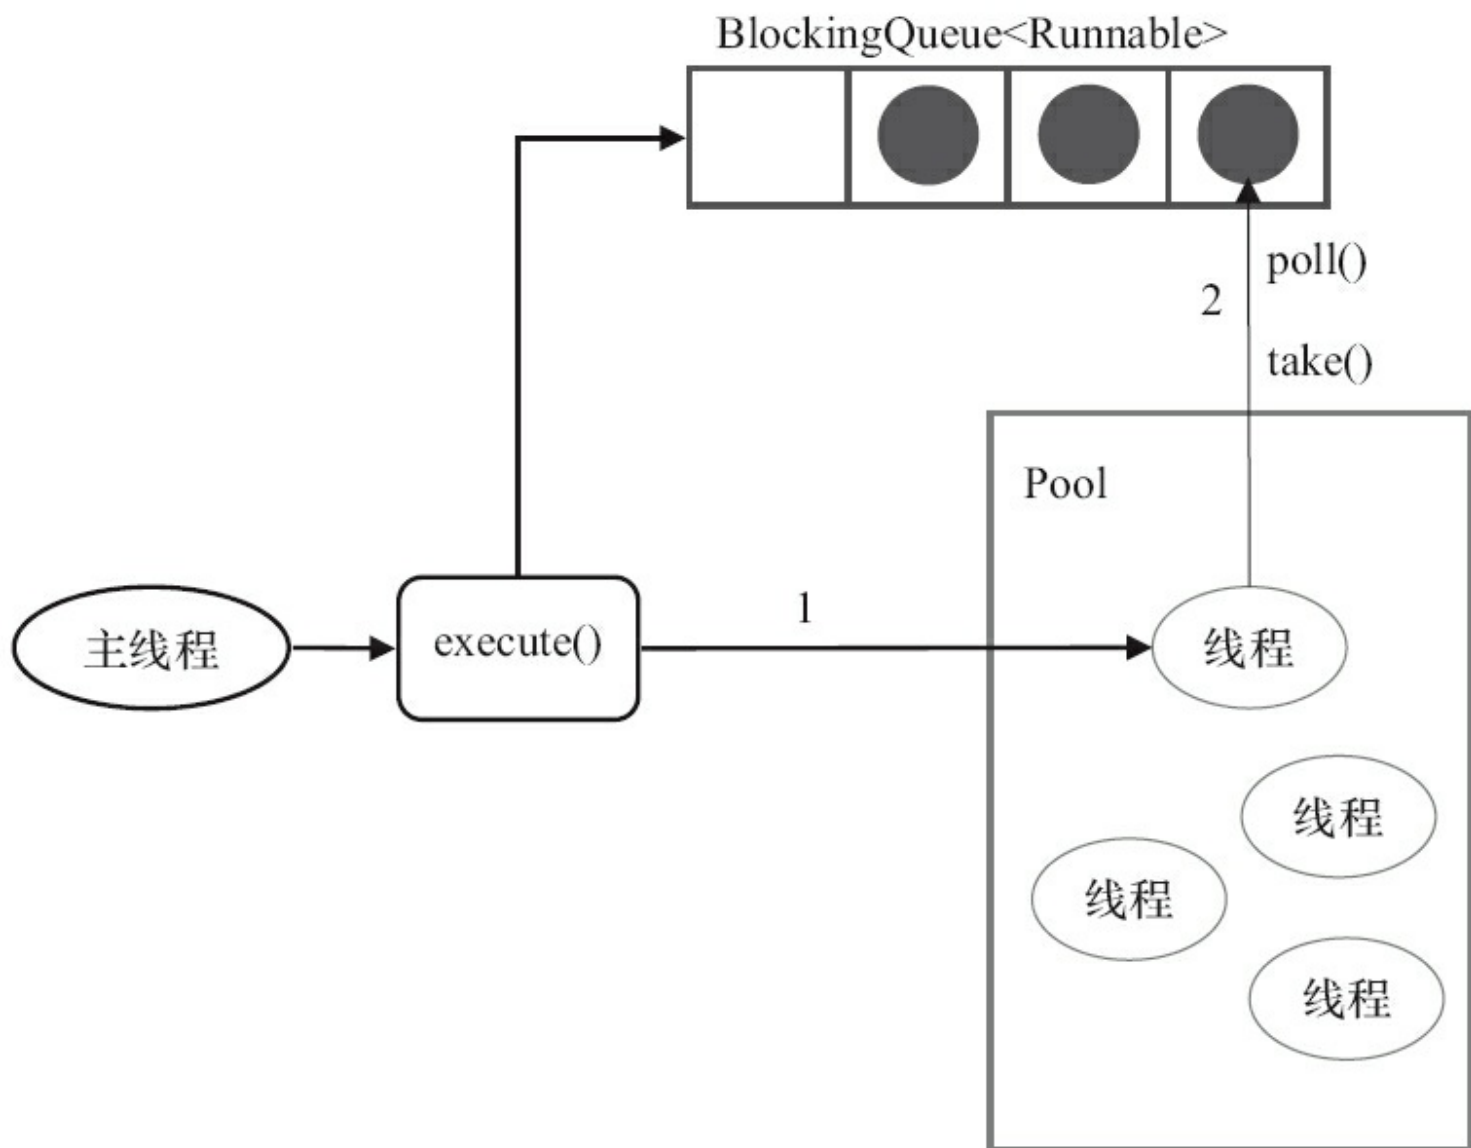 BlockingQueue<Runnable>
poll()
2
take()
Pool
主线程
execute()
1
线程
线程
线程
线程